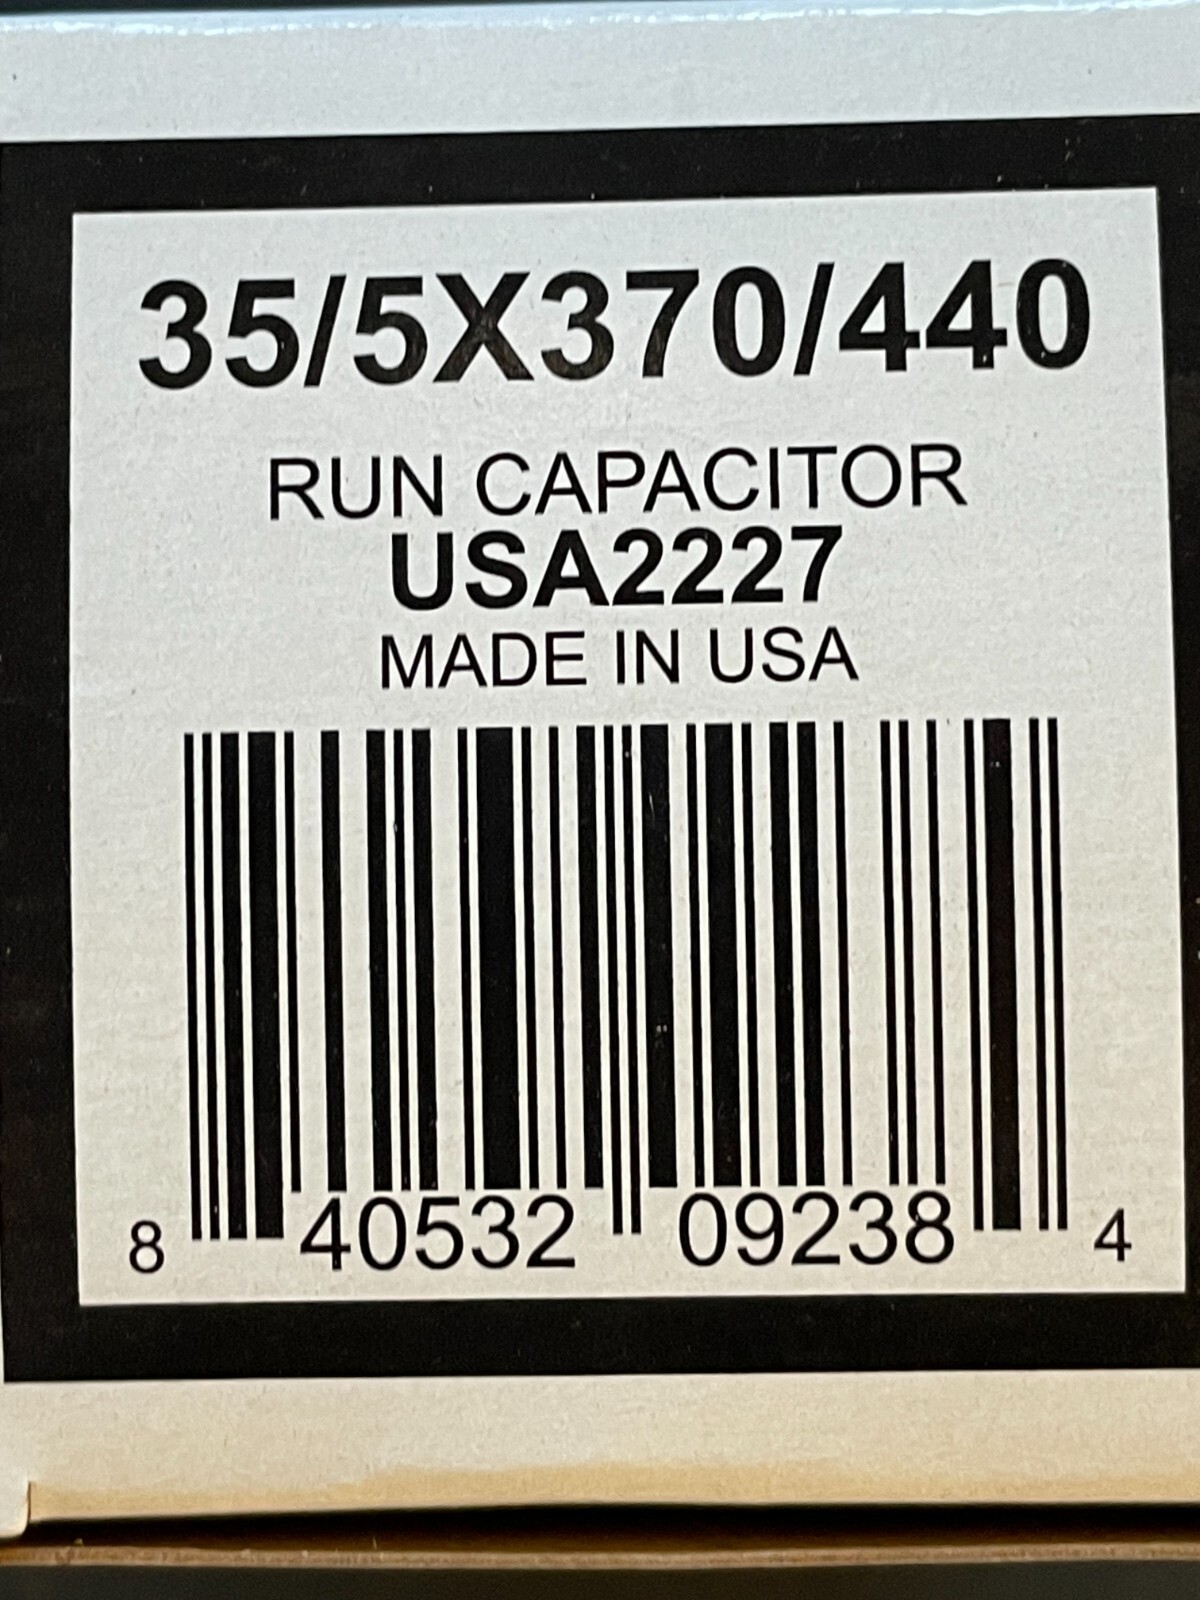 35/5X370/440
RUN CAPACITOR
USA2227
MADE IN USA
8 40532 09238 4